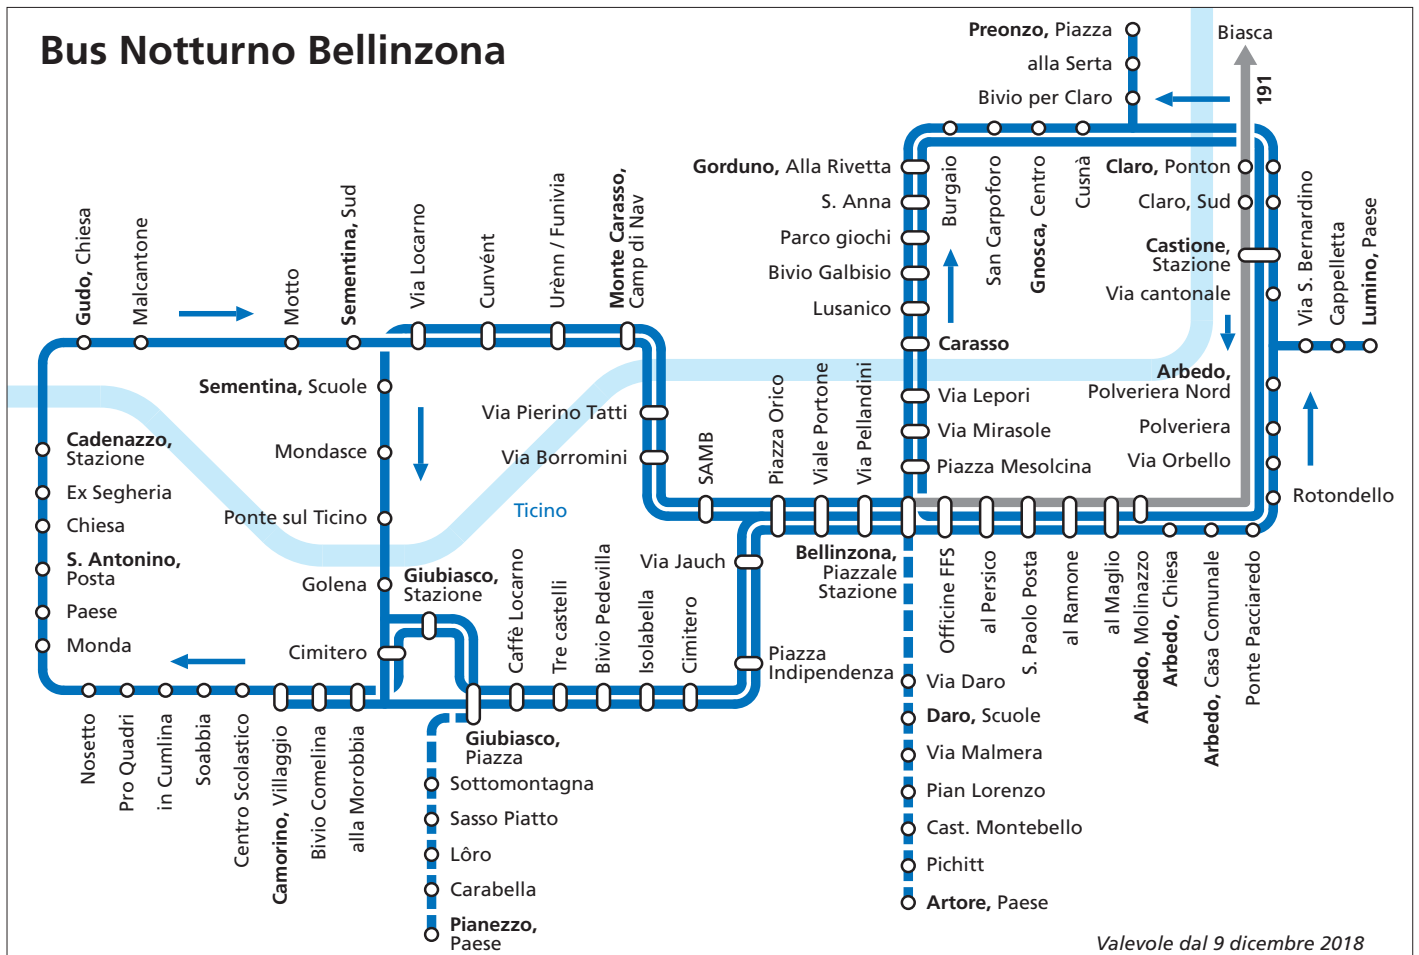 Bus Notturno Bellinzona
Preonzo, Piazza
alla Serta
Bivio per Claro
Biasca
191
Gorduno, Alla Rivetta
S. Anna
Parco giochi
Bivio Galbisio
Lusanico
Carasso
Via Lepori
Via Mirasole
Piazza Mesolcina
Burgaio
San Carpoforo
Gnosca, Centro
Cusnà
Claro, Ponton
Claro, Sud
Castione,
Stazione
Via cantonale
Arbedo,
Polveriera Nord
Polveriera
Via Orbello
Rotondello
Via S. Bernardino
Cappelletta
Lumino, Paese
Gudo, Chiesa
Malcantone
Motto
Sementina, Sud
Via Locarno
Cunvént
Urènn / Funivia
Monte Carasso,
Camp di Nav
Sementina, Scuole
Mondasce
Ponte sul Ticino
Golena
Cimitero
Via Pierino Tatti
Via Borromini
Ticino
SAMB
Piazza Orico
Viale Portone
Via Pellandini
Bellinzona,
Piazzale
Stazione
Officine FFS
al Persico
S. Paolo Posta
al Ramone
al Maglio
Arbedo, Molinazzo
Arbedo, Chiesa
Arbedo, Casa Comunale
Ponte Pacciaredo
Cadenazzo,
Stazione
Ex Segheria
Chiesa
S. Antonino,
Posta
Paese
Monda
Nosetto
Pro Quadri
in Cumlina
Soabbia
Centro Scolastico
Camorino, Villaggio
Bivio Comelina
alla Morobbia
Giubiasco,
Stazione
Giubiasco,
Piazza
Caffè Locarno
Tre castelli
Bivio Pedevilla
Isolabella
Cimitero
Via Jauch
Piazza
Indipendenza
Sottomontagna
Sasso Piatto
Lôro
Carabella
Pianezzo,
Paese
Via Daro
Daro, Scuole
Via Malmera
Pian Lorenzo
Cast. Montebello
Pichitt
Artore, Paese
Valevole dal 9 dicembre 2018